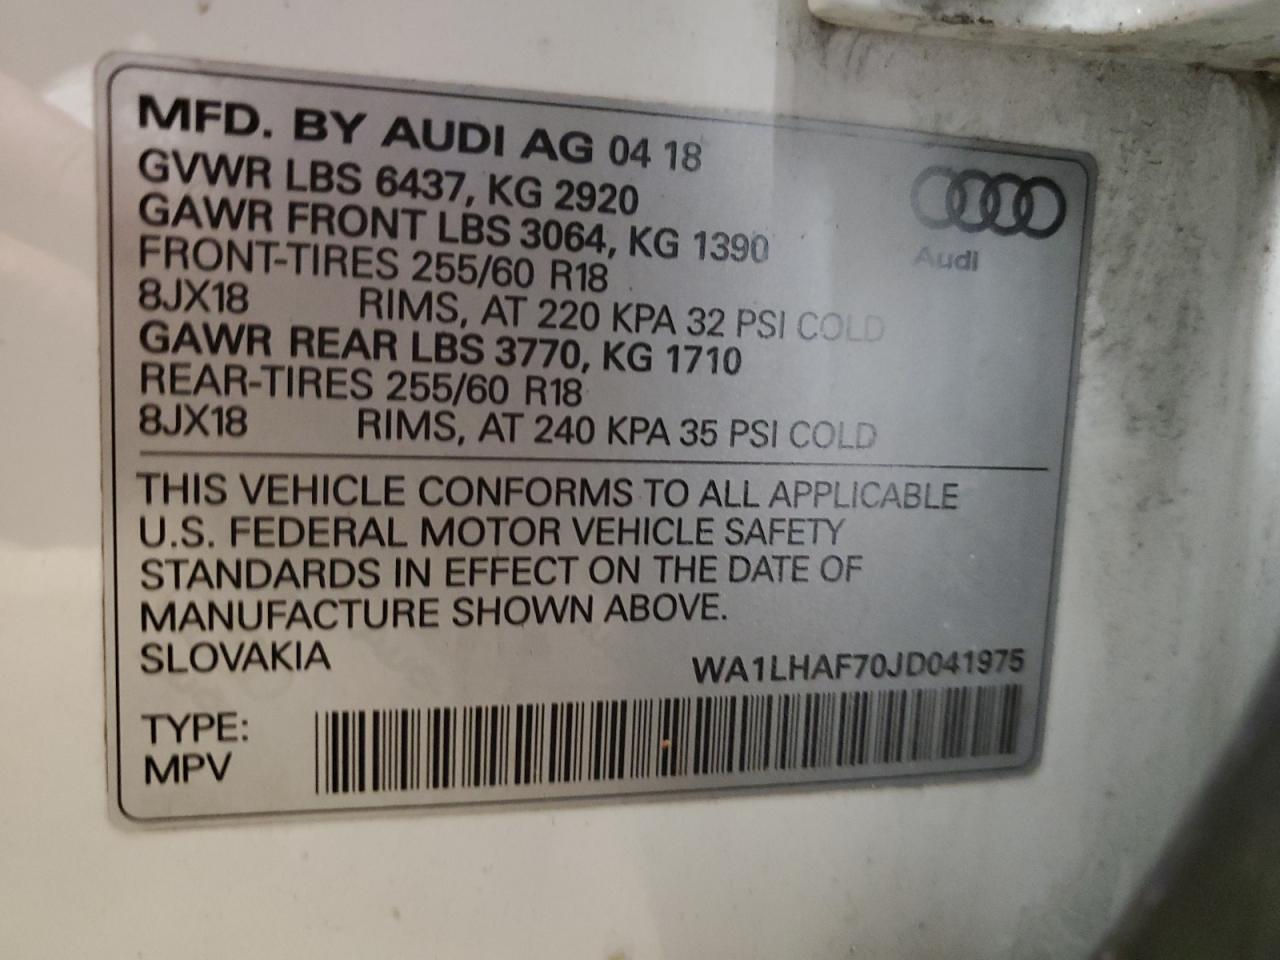 MFD. BY AUDI AG 04 18
GVWR LBS 6437, KG 2920
GAWR FRONT LBS 3064, KG 1390
FRONT-TIRES 255/60 R18
8JX18 RIMS, AT 220 KPA 32 PSI COLD
GAWR REAR LBS 3770, KG 1710
REAR-TIRES 255/60 R18
8JX18 RIMS, AT 240 KPA 35 PSI COLD
Audi
THIS VEHICLE CONFORMS TO ALL APPLICABLE
U.S. FEDERAL MOTOR VEHICLE SAFETY
STANDARDS IN EFFECT ON THE DATE OF
MANUFACTURE SHOWN ABOVE.
SLOVAKIA
WA1LHAF70JD041975
TYPE:
MPV